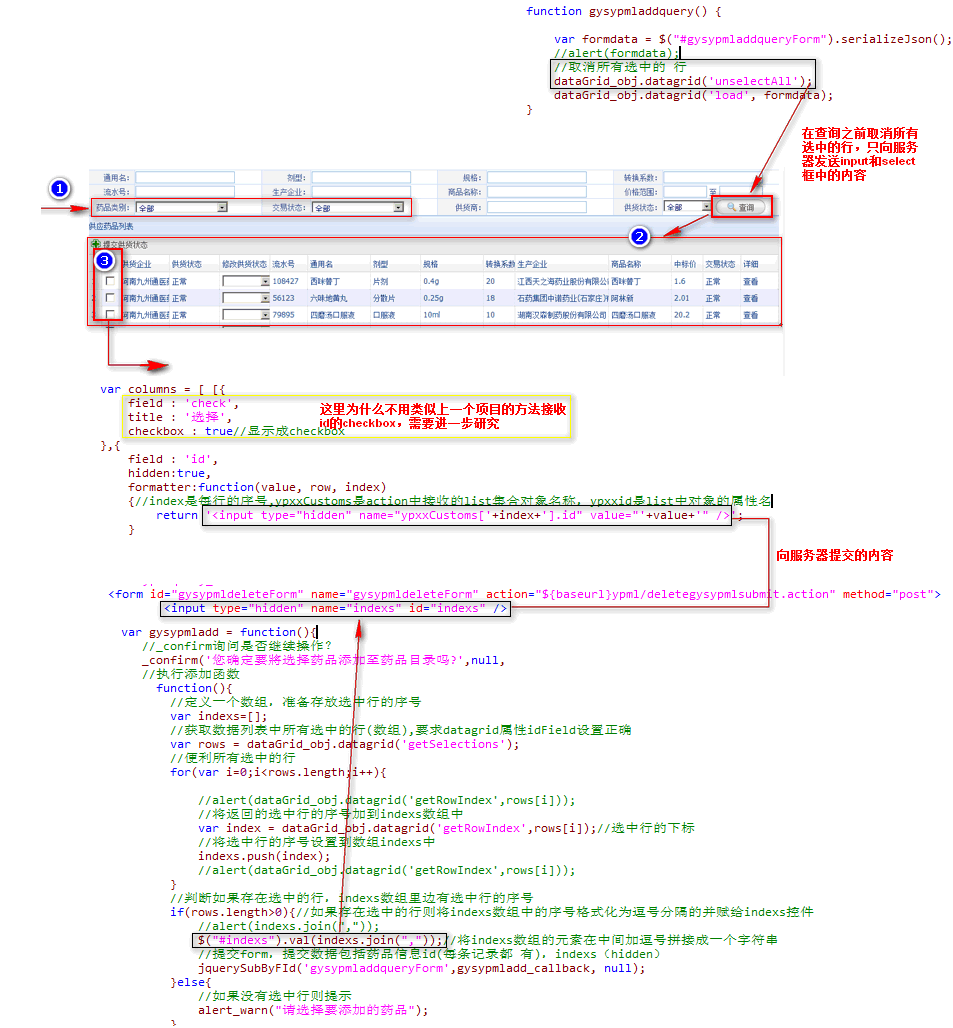 function gysypmladdquery() {
var formdata = $("#gysypmladdqueryForm").serializeJson();
//alert(formdata);
//取消所有选中的 行
dataGrid_obj.datagrid('unselectAll');
dataGrid_obj.datagrid('load', formdata);
}
在查询之前取消所有
选中的行，只向服务
器发送input和select
框中的内容
通用名： 剂型： 规格： 转换系数：
1
流水号： 生产企业： 商品名称： 价格范围： 至
药品类别： 全部 交易状态： 全部 供货商： 供货状态： 全部 查询
供应药品列表
2
提交供货状态
3
供货企业 供货状态 修改供货状态 流水号 通用名 剂型 规格 转换系数 生产企业 商品名称 中标价 交易状态 详细
河南九州通医药 正常 108427 西咪替丁 片剂 0.4g 20 江西天之海药业股份有限公 西咪替丁 1.6 正常 查看
河南九州通医药 正常 56123 六味地黄丸 分散片 0.25g 18 石药集团中诺药业(石家庄) 阿林新 2.01 正常 查看
河南九州通医药 正常 79895 四磨汤口服液 口服液 10ml 10 湖南汉森制药股份有限公司 四磨汤口服液 20.2 正常 查看
var columns = [ [{
field : 'check',
title : '选择',
checkbox : true//显示成checkbox
这里为什么不用类似上一个项目的方法接收
id的checkbox，需要进一步研究
},{
field : 'id',
hidden:true,
formatter:function(value, row, index)
{//index是每行的序号,ypxxCustoms是action中接收的list集合对象名称，ypxxid是list中对象的属性名
return '<input type="hidden" name="ypxxCustoms['+index+'].id" value="'+value+'" />';
}
向服务器提交的内容
<form id="gysypmldeleteForm" name="gysypmldeleteForm" action="${baseurl}ypml/deletegysypmlsubmit.action" method="post">
<input type="hidden" name="indexs" id="indexs" />
var gysypmladd = function(){
//_confirm询问是否继续操作?
_confirm('您确定要将选择药品添加至药品目录吗?',null,
//执行添加函数
function(){
//定义一个数组，准备存放选中行的序号
var indexs=[];
//获取数据列表中所有选中的行(数组),要求datagrid属性idField设置正确
var rows = dataGrid_obj.datagrid('getSelections');
//便利所有选中的行
for(var i=0;i<rows.length;i++){
//alert(dataGrid_obj.datagrid('getRowIndex',rows[i]));
//将返回的选中行的序号加到indexs数组中
var index = dataGrid_obj.datagrid('getRowIndex',rows[i]);//选中行的下标
//将选中行的序号设置到数组indexs中
indexs.push(index);
//alert(dataGrid_obj.datagrid('getRowIndex',rows[i]));
}
//判断如果存在选中的行，indexs数组里边有选中行的序号
if(rows.length>0){//如果存在选中的行则将indexs数组中的序号格式化为逗号分隔的并赋给indexs控件
//alert(indexs.join(","));
$("#indexs").val(indexs.join(","));//将indexs数组的元素在中间加逗号拼接成一个字符串
//提交form，提交数据包括药品信息id(每条记录都 有)，indexs（hidden）
jquerySubByFId('gysypmladdqueryForm',gysypmladd_callback, null);
}else{
//如果没有选中行则提示
alert_warn("请选择要添加的药品");
}